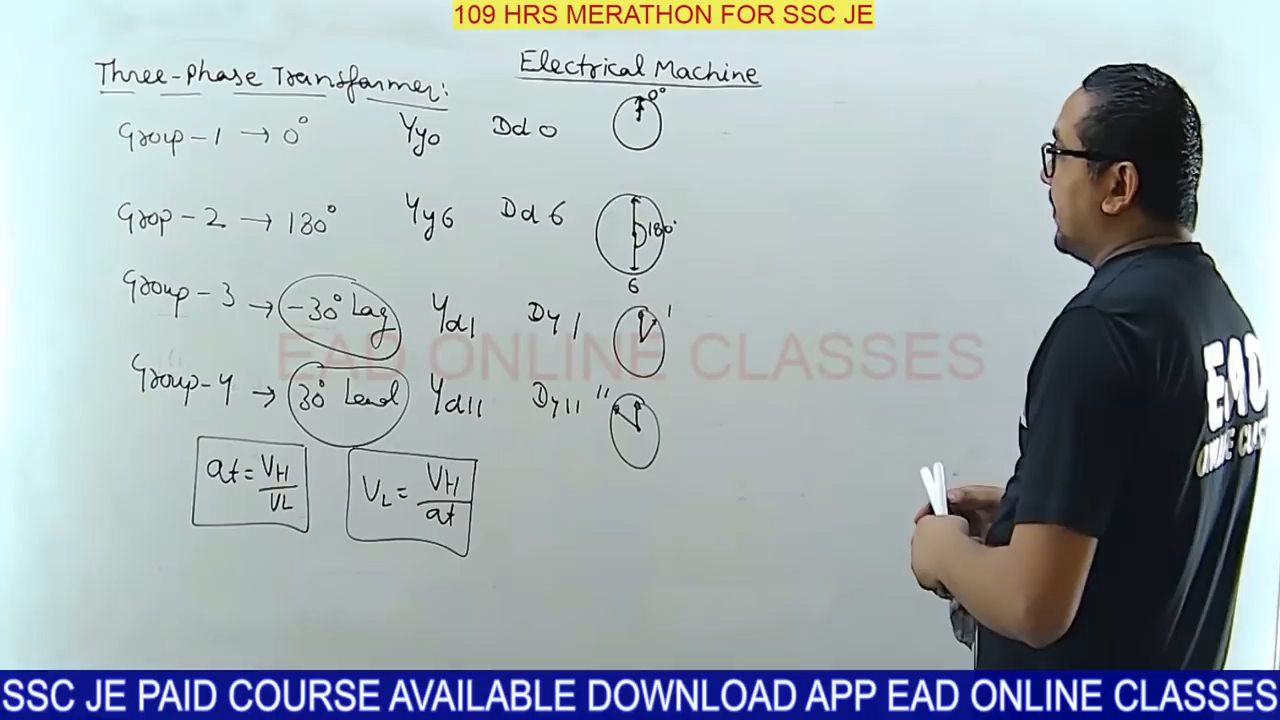 109 HRS MERATHON FOR SSC JE
Electrical Machine
Three-Phase Transformer:
Group-1 → 0° Yy0 Dd0 0°
Grop-2 → 180° Yy6 Dd6 180°
6
Group-3 → -30° Lag Yd1 Dy1 1
EAD ONLINE CLASSES
Group-4 → 30° Lead Yd11 Dy11 11
at = VH/VL VL = VH/at
EAD
ONLINE CLASS
SSC JE PAID COURSE AVAILABLE DOWNLOAD APP EAD ONLINE CLASSES